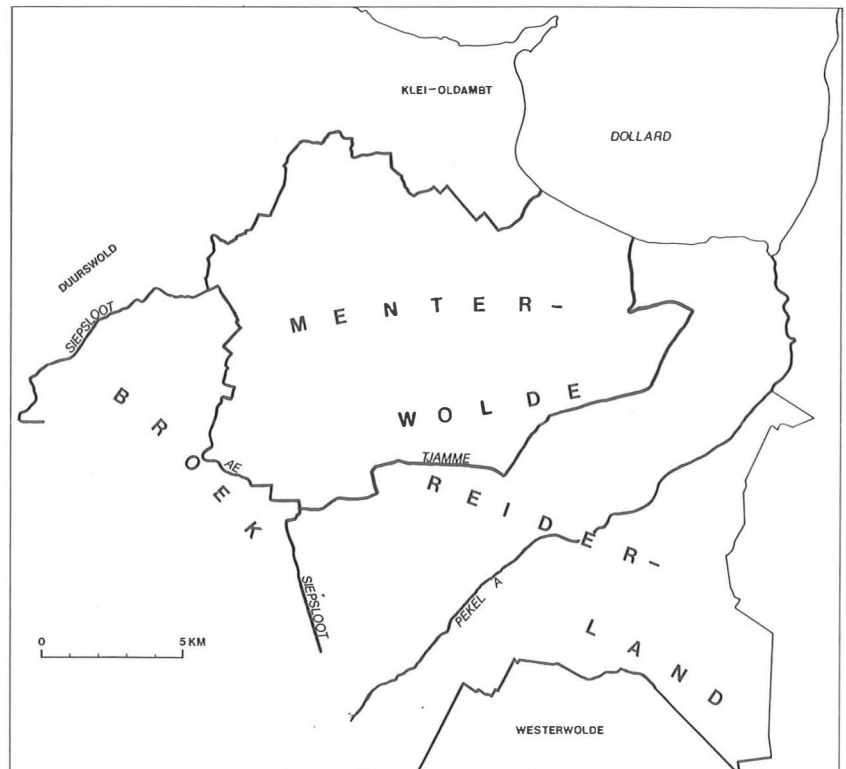 KLEI-OLDAMBT
DOLLARD
DUURSWOLD
SIEPSLOOT
MENTER-
WOLDE
BROEK
AE
TJAMME
REIDER-
LAND
SIEPSLOOT
PEKEL A
0 5 KM
WESTERWOLDE